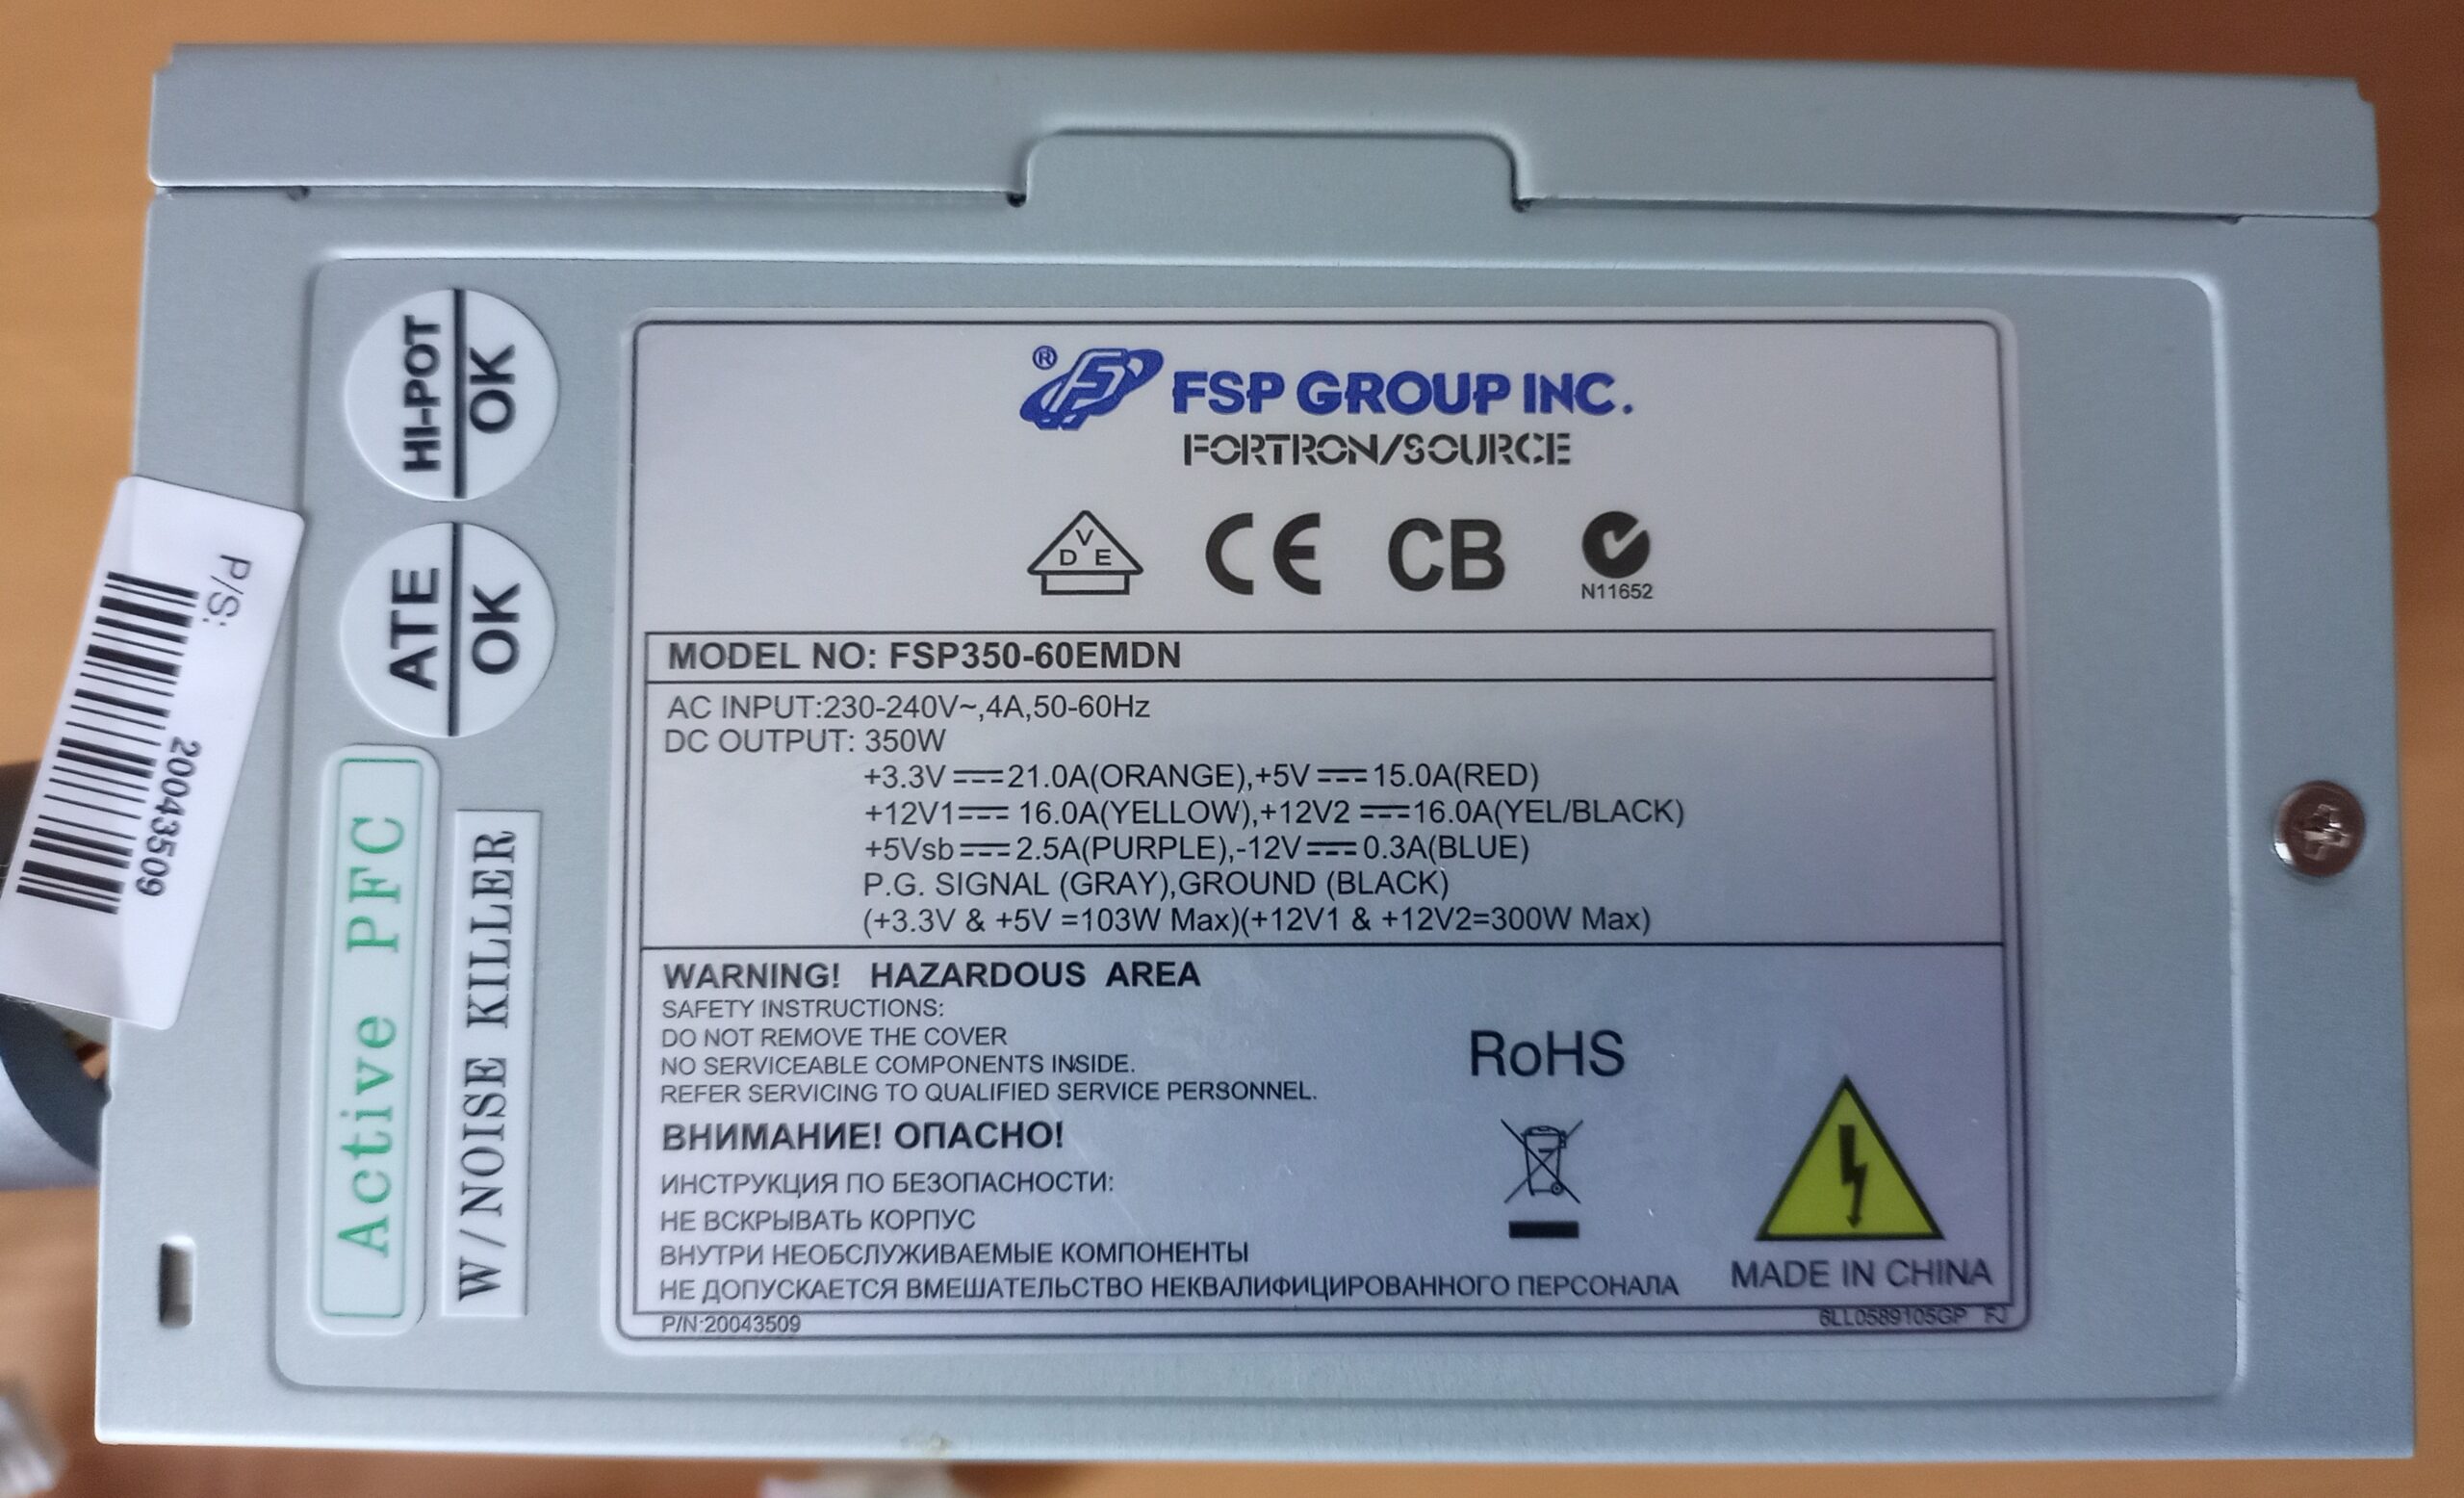 HI-POT
OK
ATE
OK
P/S:
20043509
Active PFC
W/NOISE KILLER
® FSP GROUP INC.
FORTRON/SOURCE
V
D E
CE CB
N11652
MODEL NO: FSP350-60EMDN
AC INPUT:230-240V~,4A,50-60Hz
DC OUTPUT: 350W
+3.3V⎓21.0A(ORANGE),+5V⎓15.0A(RED)
+12V1⎓ 16.0A(YELLOW),+12V2 ⎓16.0A(YEL/BLACK)
+5Vsb⎓2.5A(PURPLE),-12V⎓0.3A(BLUE)
P.G. SIGNAL (GRAY),GROUND (BLACK)
(+3.3V & +5V =103W Max)(+12V1 & +12V2=300W Max)
WARNING! HAZARDOUS AREA
SAFETY INSTRUCTIONS:
DO NOT REMOVE THE COVER
NO SERVICEABLE COMPONENTS INSIDE.
REFER SERVICING TO QUALIFIED SERVICE PERSONNEL.
RoHS
ВНИМАНИЕ! ОПАСНО!
ИНСТРУКЦИЯ ПО БЕЗОПАСНОСТИ:
НЕ ВСКРЫВАТЬ КОРПУС
ВНУТРИ НЕОБСЛУЖИВАЕМЫЕ КОМПОНЕНТЫ
НЕ ДОПУСКАЕТСЯ ВМЕШАТЕЛЬСТВО НЕКВАЛИФИЦИРОВАННОГО ПЕРСОНАЛА
MADE IN CHINA
P/N:20043509
6LL0589105GP FJ